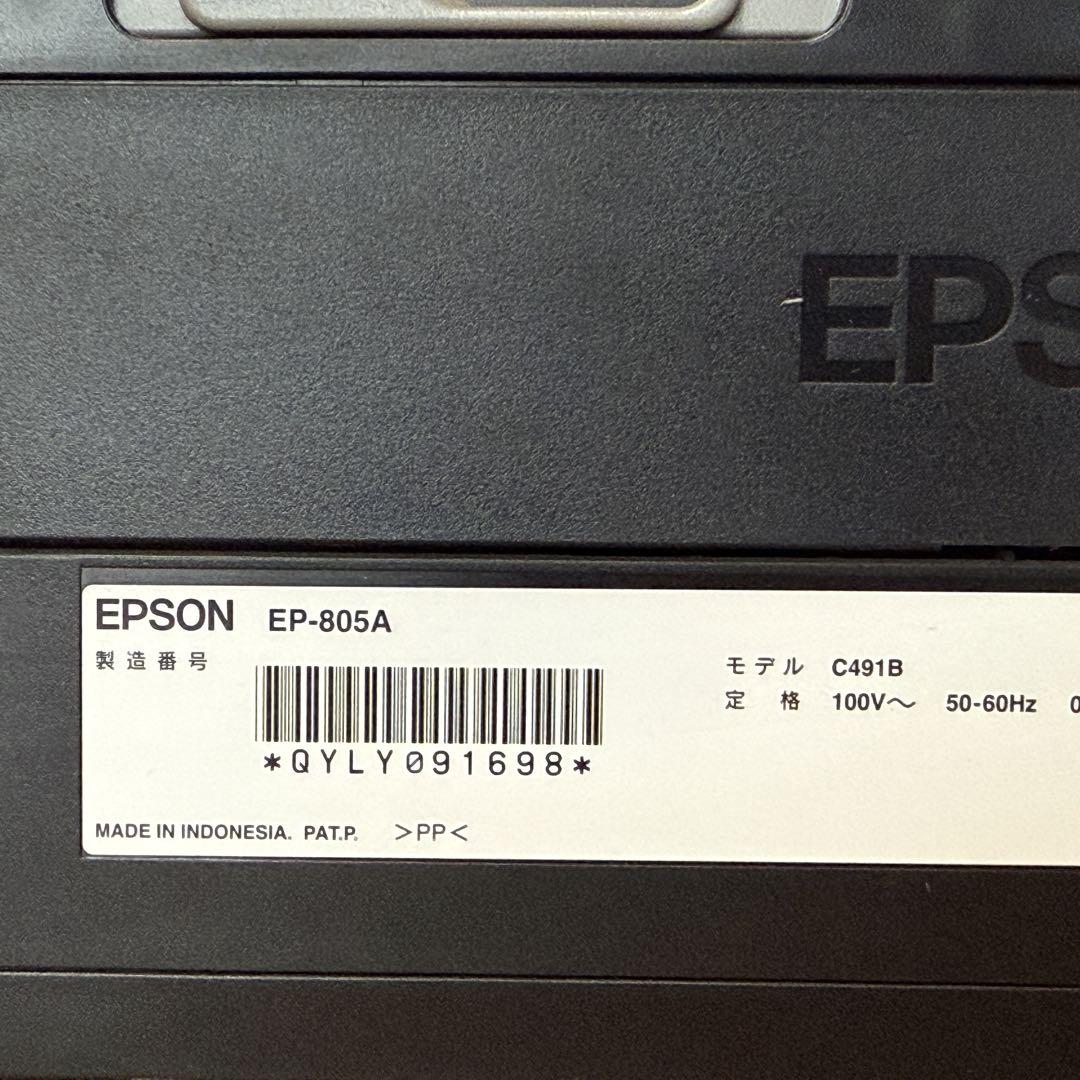 EPS
EPSON EP-805A
製造番号
*QYLY091698*
モデル C491B
定格 100V～ 50-60Hz 0
MADE IN INDONESIA. PAT.P. >PP<